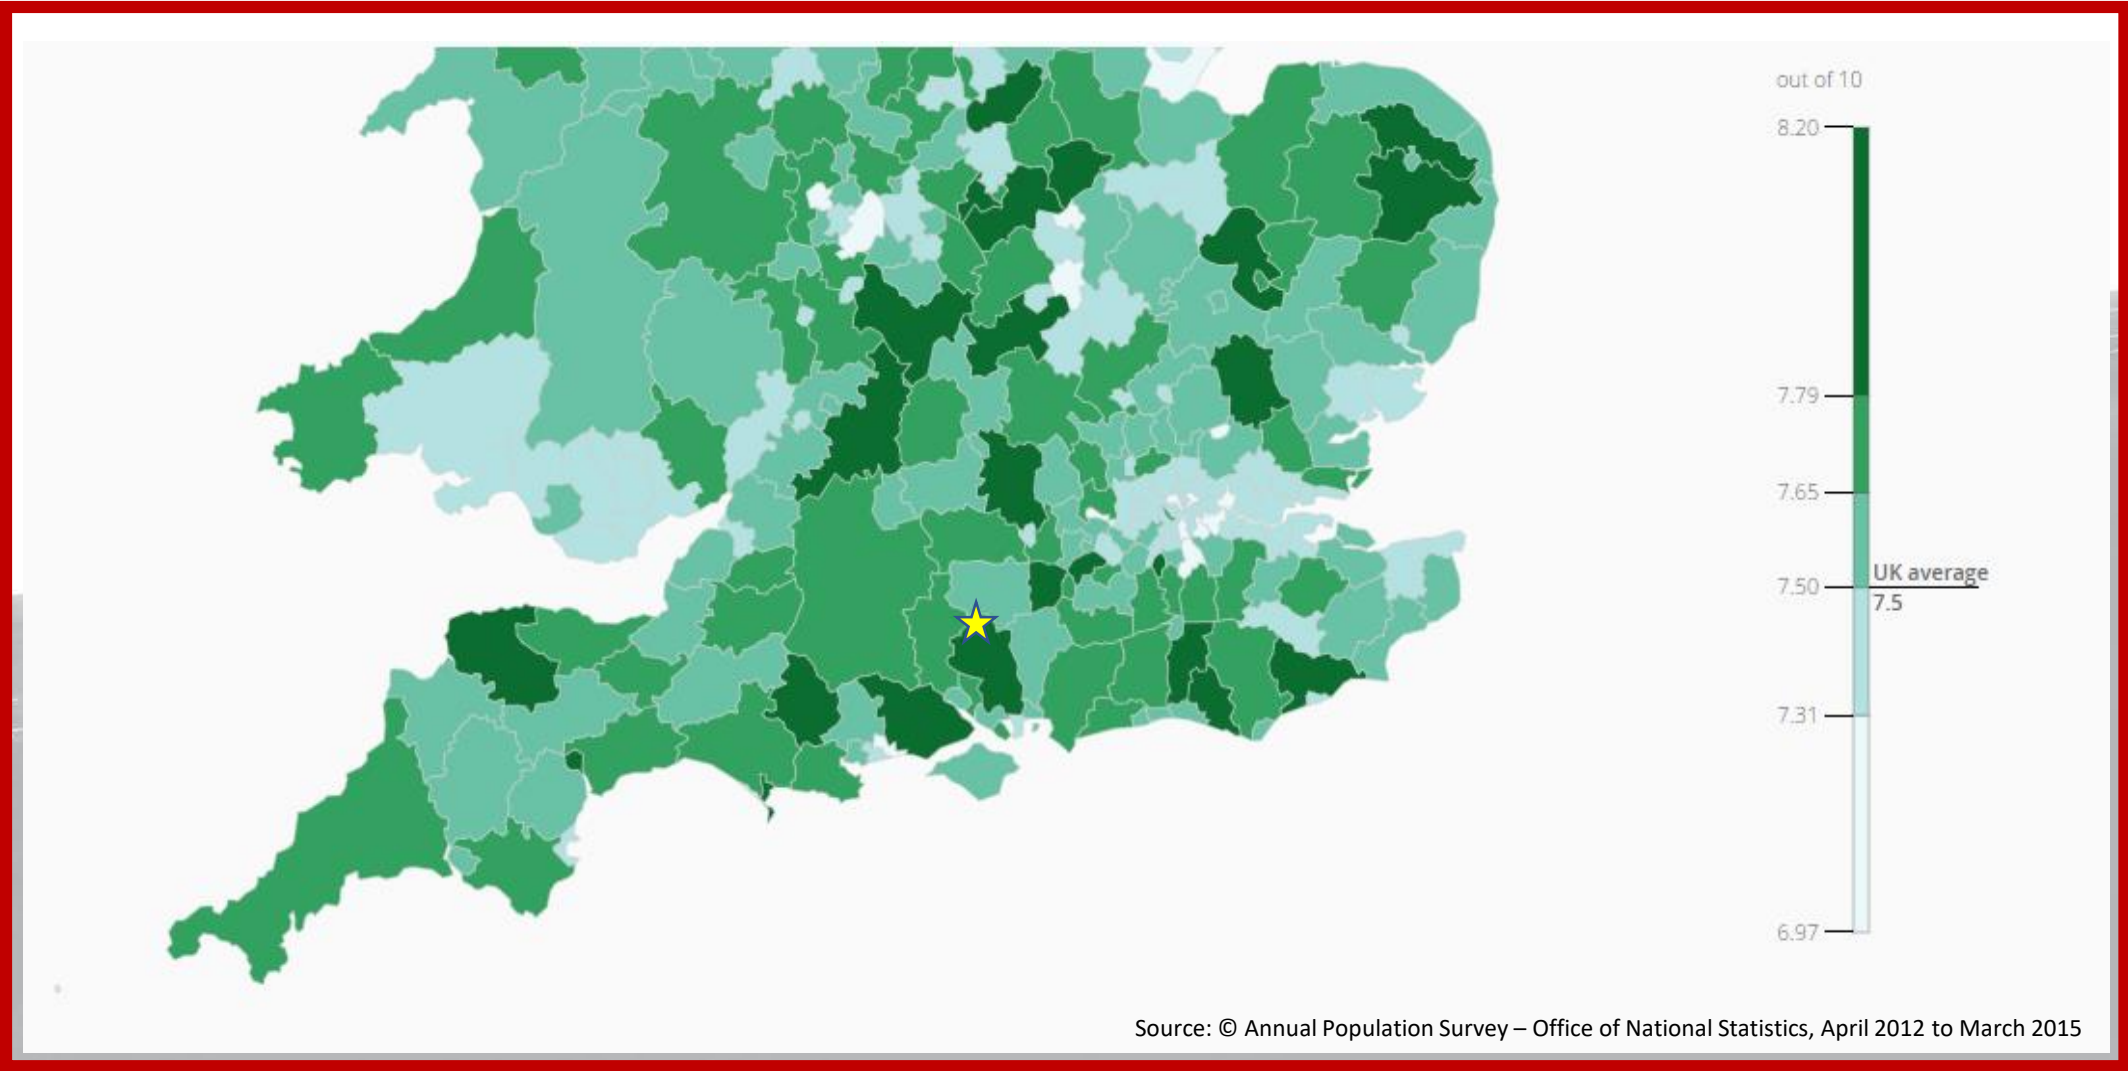 out of 10
8.20
7.79
7.65
UK average
7.50
7.5
7.31
6.97
Source: © Annual Population Survey – Office of National Statistics, April 2012 to March 2015